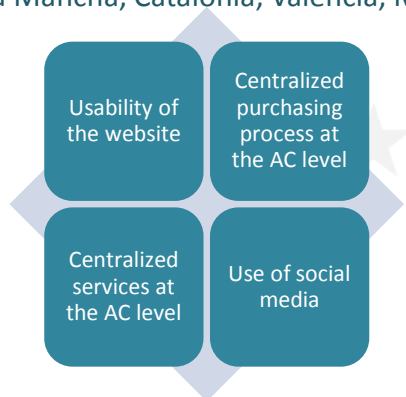 Mancha, Catalonia, Valencia,
Usability of
the website
Centralized
purchasing
process at
the AC level
Centralized
services at
the AC level
Use of social
media